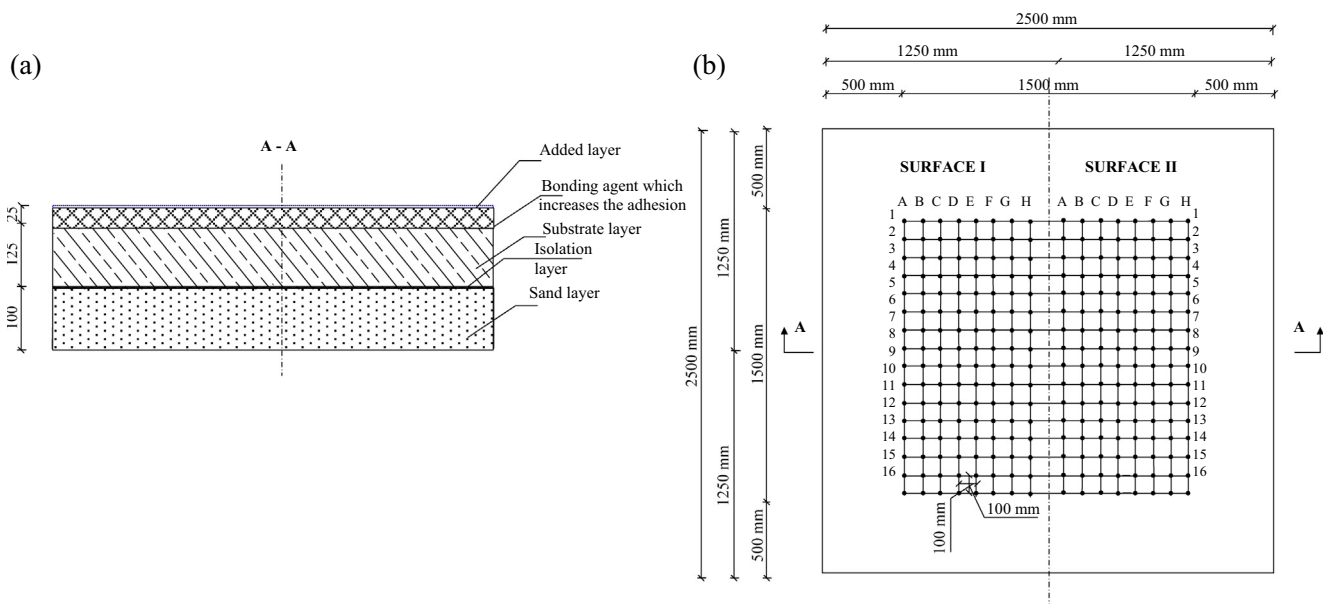 (a)
A - A
Added layer
Bonding agent which
increases the adhesion
Substrate layer
Isolation
layer
Sand layer
25
125
100
(b)
2500 mm
1250 mm 1250 mm
500 mm 1500 mm 500 mm
2500 mm
1250 mm
1250 mm
500 mm
1500 mm
500 mm
SURFACE I SURFACE II
A B C D E F G H A B C D E F G H
1 1
2 2
3 3
4 4
5 5
6 6
7 7
8 8
9 9
10 10
11 11
12 12
13 13
14 14
15 15
16 16
A A
100 mm
100 mm